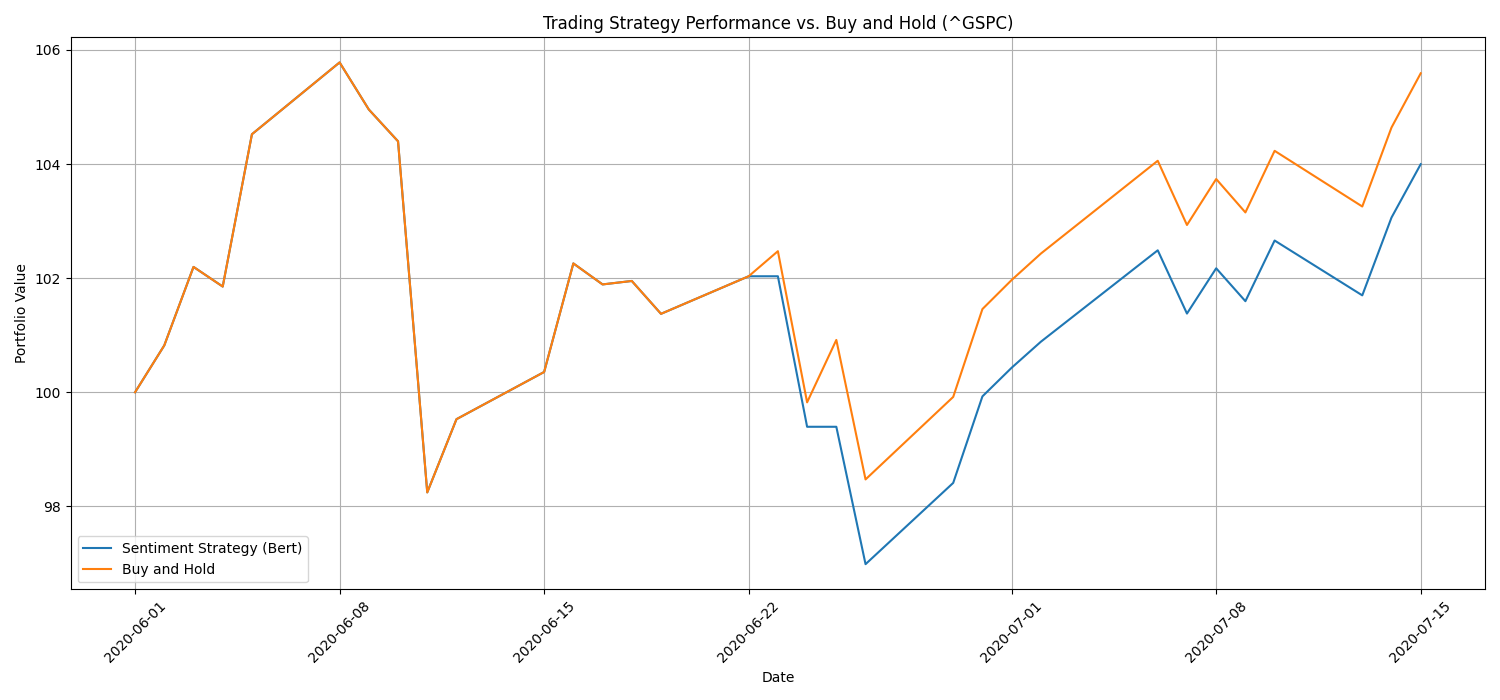 Trading Strategy Performance vs. Buy and Hold (^GSPC)
Portfolio Value
106
104
102
100
98
Sentiment Strategy (Bert)
Buy and Hold
2020-06-01
2020-06-08
2020-06-15
2020-06-22
2020-07-01
2020-07-08
2020-07-15
Date